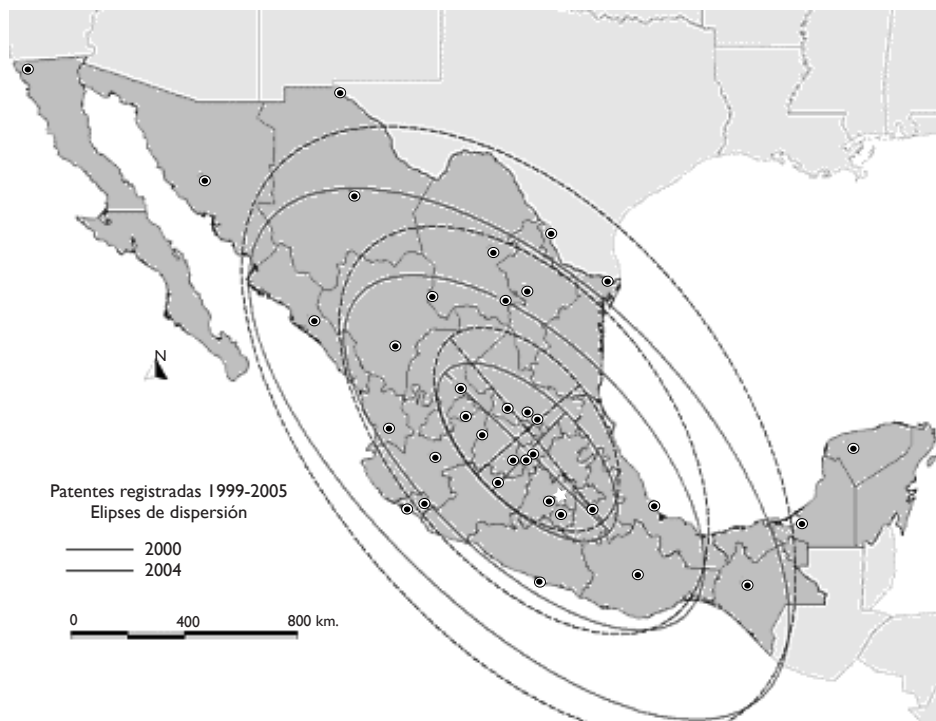 N
Patentes registradas 1999-2005
Elipses de dispersión
2000
2004
0 400 800 km.